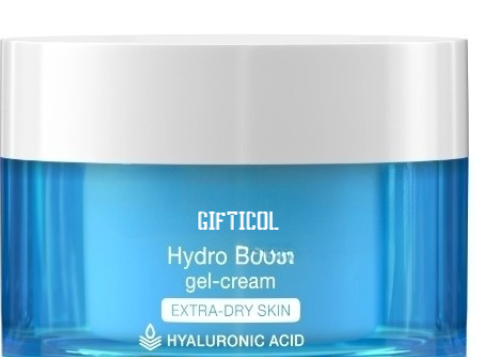 GIFTICOL
Hydro
gel-cream
EXTRA-DRY SKIN
HYALURONIC ACID